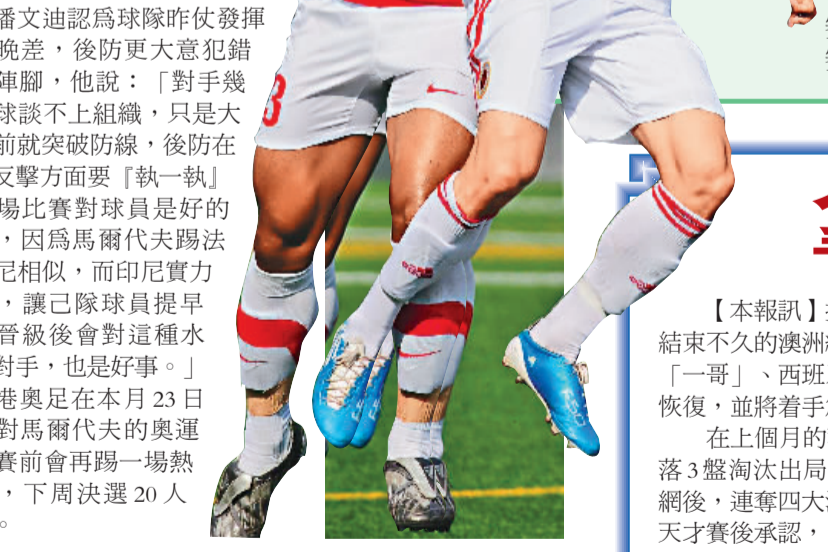 潘文迪認為球隊昨仗發揮
晚差，後防更大意犯錯
陣腳，他說：「對手幾
球談不上組織，只是大
前就突破防線，後防在
反擊方面要『執一執』
場比賽對球員是好的
，因為馬爾代夫踢法
尼相似，而印尼實力
，讓己隊球員提早
晉級後會對這種水
對手，也是好事。」
港奧足在本月23日
對馬爾代夫的奧運
賽前會再踢一場熱
，下周決選20人
。
3
【本報訊】
結束不久的澳洲
「一哥」、西班
恢復，並將着手
在上個月的
落3盤淘汰出局
網後，連奪四大
天才賽後承認，